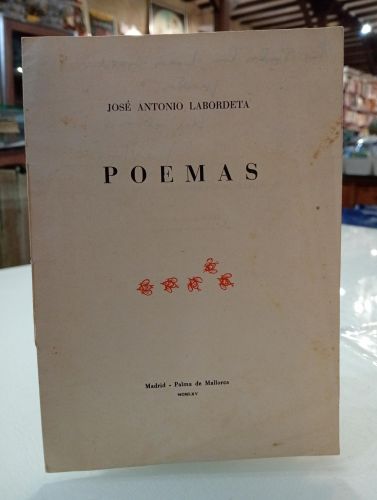 JOSÉ ANTONIO LABORDETA
POEMAS
Madrid - Palma de Mallorca
MCMLXV